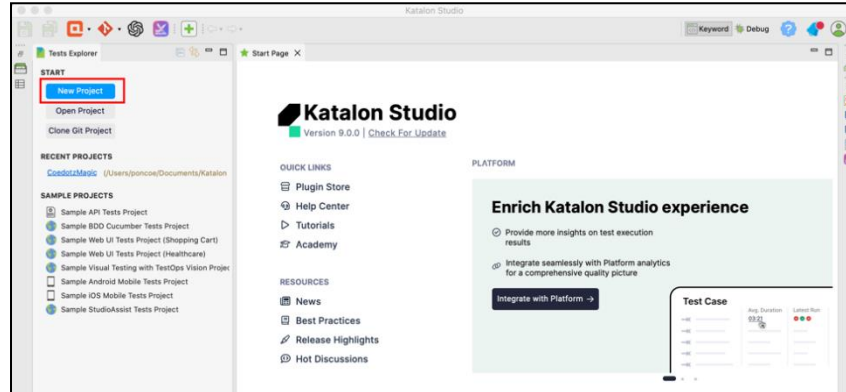 Katalon Studio
Keyword
Debug
Tests Explorer
Start Page
START
New Project
Open Project
Clone Git Project
RECENT PROJECTS
CoedotzMagic (/Users/poncoe/Documents/Katalon
SAMPLE PROJECTS
Sample API Tests Project
Sample BDD Cucumber Tests Project
Sample Web UI Tests Project (Shopping Cart)
Sample Web UI Tests Project (Healthcare)
Sample Visual Testing with TestOps Vision Projec
Sample Android Mobile Tests Project
Sample iOS Mobile Tests Project
Sample StudioAssist Tests Project
Katalon Studio
Version 9.0.0 | Check For Update
QUICK LINKS
Plugin Store
Help Center
Tutorials
Academy
RESOURCES
News
Best Practices
Release Highlights
Hot Discussions
PLATFORM
Enrich Katalon Studio experience
Provide more insights on test execution
results
Integrate seamlessly with Platform analytics
for a comprehensive quality picture
Integrate with Platform →
Test Case
Avg. Duration Latest Run
03:21